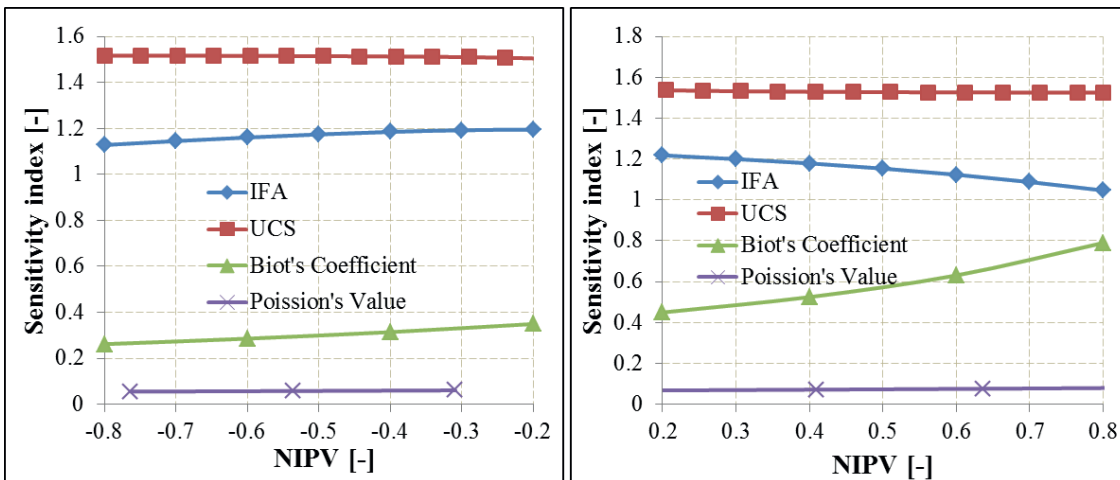 1.6
1.4
1.2
1
0.8
0.6
0.4
0.2
0
Sensitivity index [-]
IFA
UCS
Biot's Coefficient
Poission's Value
-0.8 -0.7 -0.6 -0.5 -0.4 -0.3 -0.2
NIPV [-]
1.8
1.6
1.4
1.2
1
0.8
0.6
0.4
0.2
0
Sensitivity index [-]
IFA
UCS
Biot's Coefficient
Poission's Value
0.2 0.3 0.4 0.5 0.6 0.7 0.8
NIPV [-]